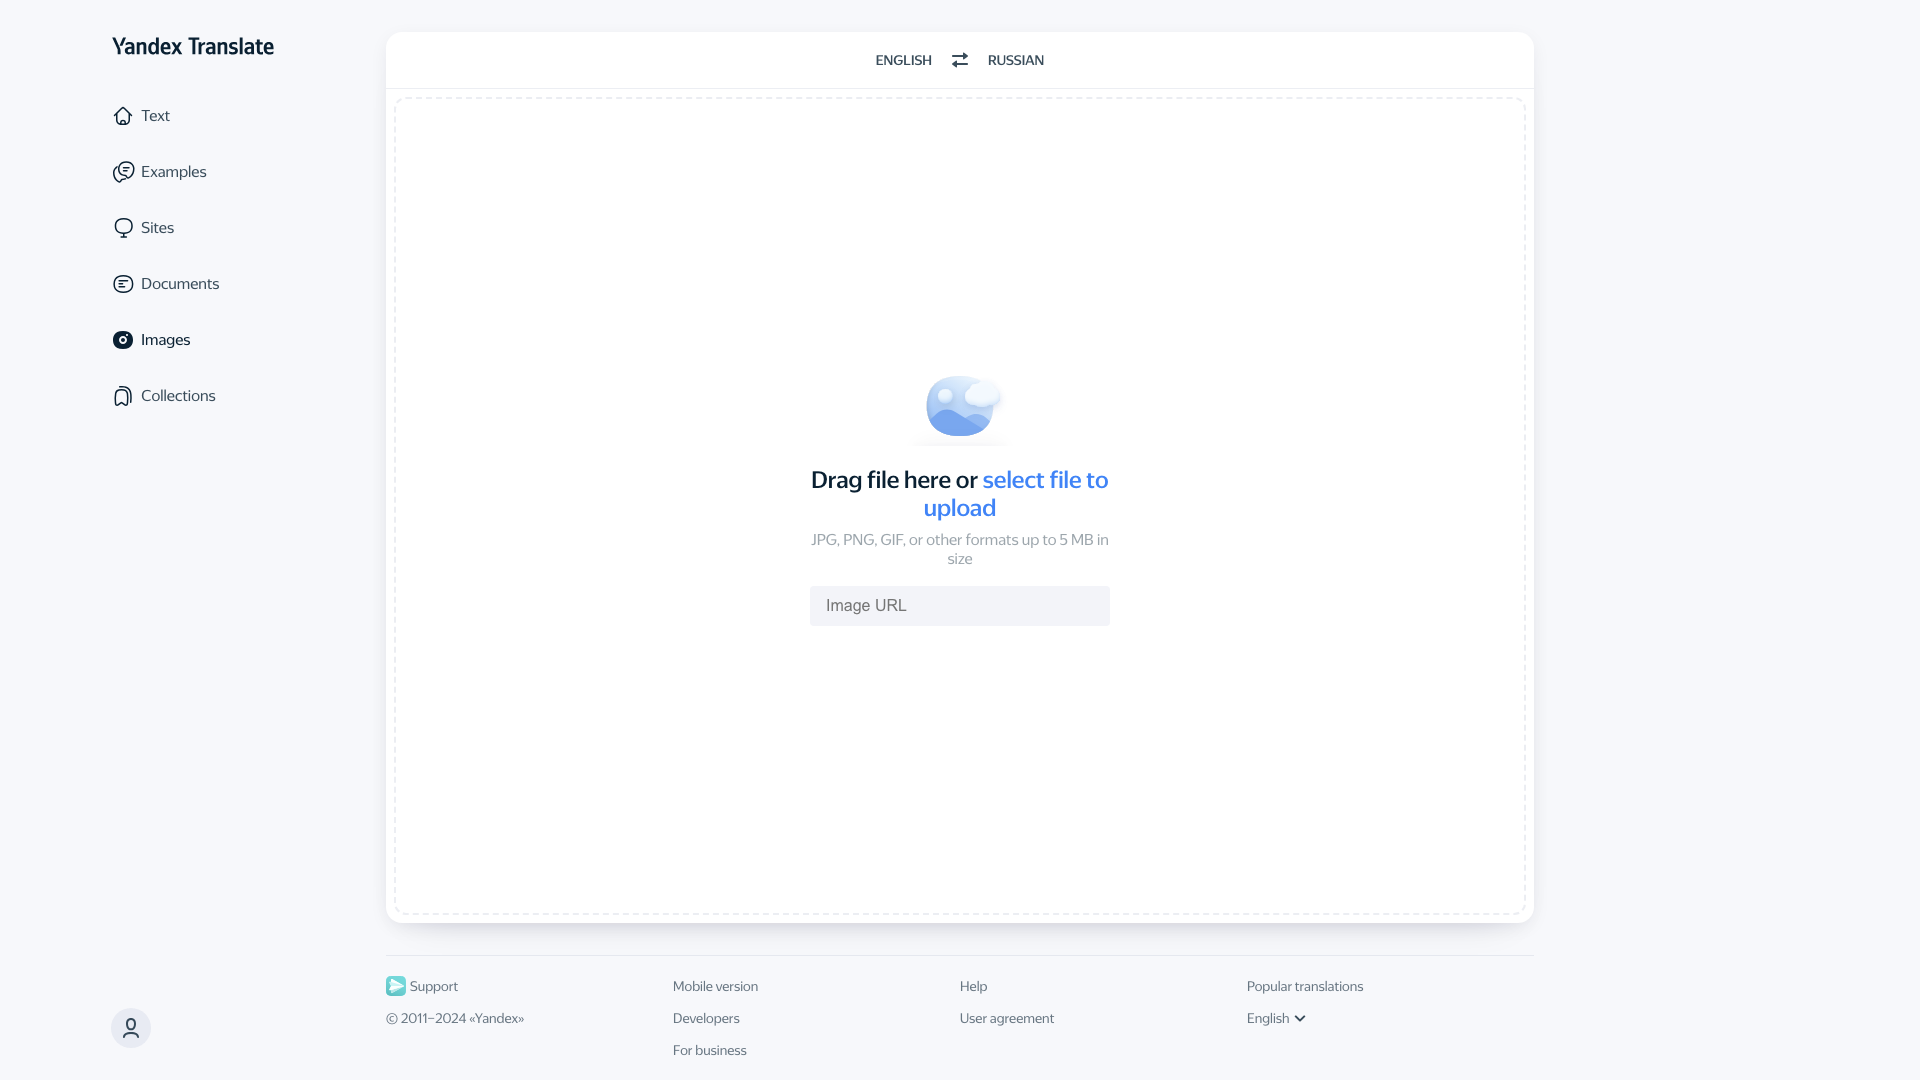 Yandex Translate
Text
Examples
Sites
Documents
Images
Collections
ENGLISH
RUSSIAN
Drag file here or select file to
upload
JPG, PNG, GIF, or other formats up to 5 MB in
size
Image URL
Support
© 2011–2024 «Yandex»
Mobile version
Developers
For business
Help
User agreement
Popular translations
English